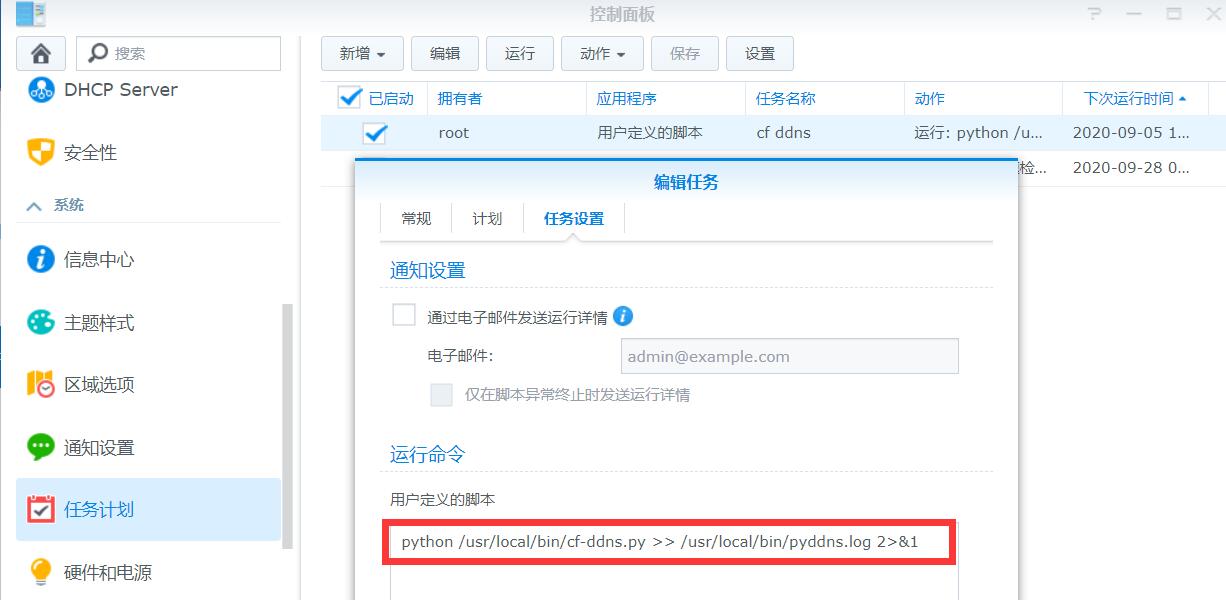 控制面板
搜索
DHCP Server
安全性
系统
信息中心
主题样式
区域选项
通知设置
任务计划
硬件和电源
新增 编辑 运行 动作 保存 设置
已启动 拥有者 应用程序 任务名称 动作 下次运行时间
root 用户定义的脚本 cf ddns 运行: python /u... 2020-09-05 1...
检... 2020-09-28 0...
编辑任务
常规 计划 任务设置
通知设置
通过电子邮件发送运行详情
电子邮件:
admin@example.com
仅在脚本异常终止时发送运行详情
运行命令
用户定义的脚本
python /usr/local/bin/cf-ddns.py >> /usr/local/bin/pyddns.log 2>&1